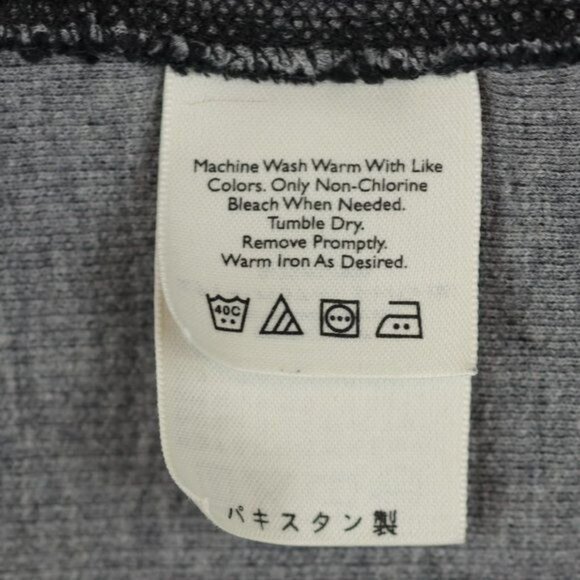 Machine Wash Warm With Like
Colors. Only Non-Chlorine
Bleach When Needed.
Tumble Dry.
Remove Promptly.
Warm Iron As Desired.
40C
パキスタン製